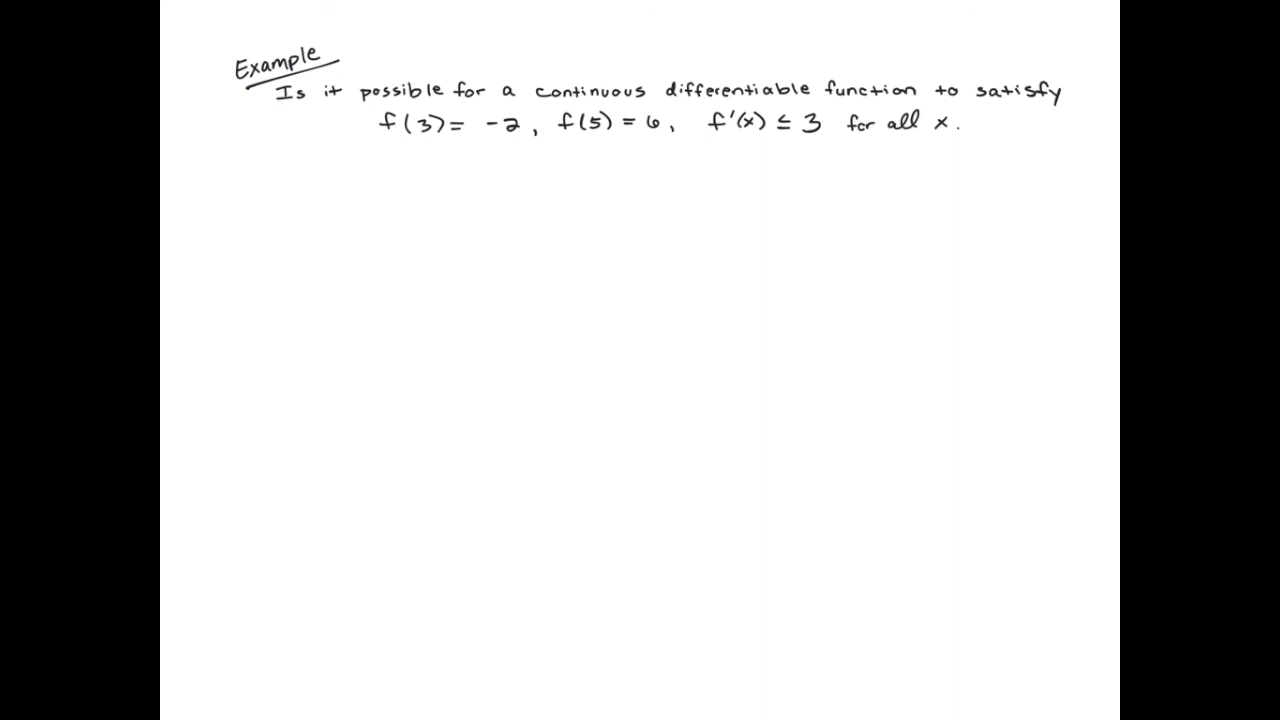 Example
Is it possible for a continuous differentiable function to satisfy
f(3) = -2, f(5) = 6, f'(x) ≤ 3 for all x.